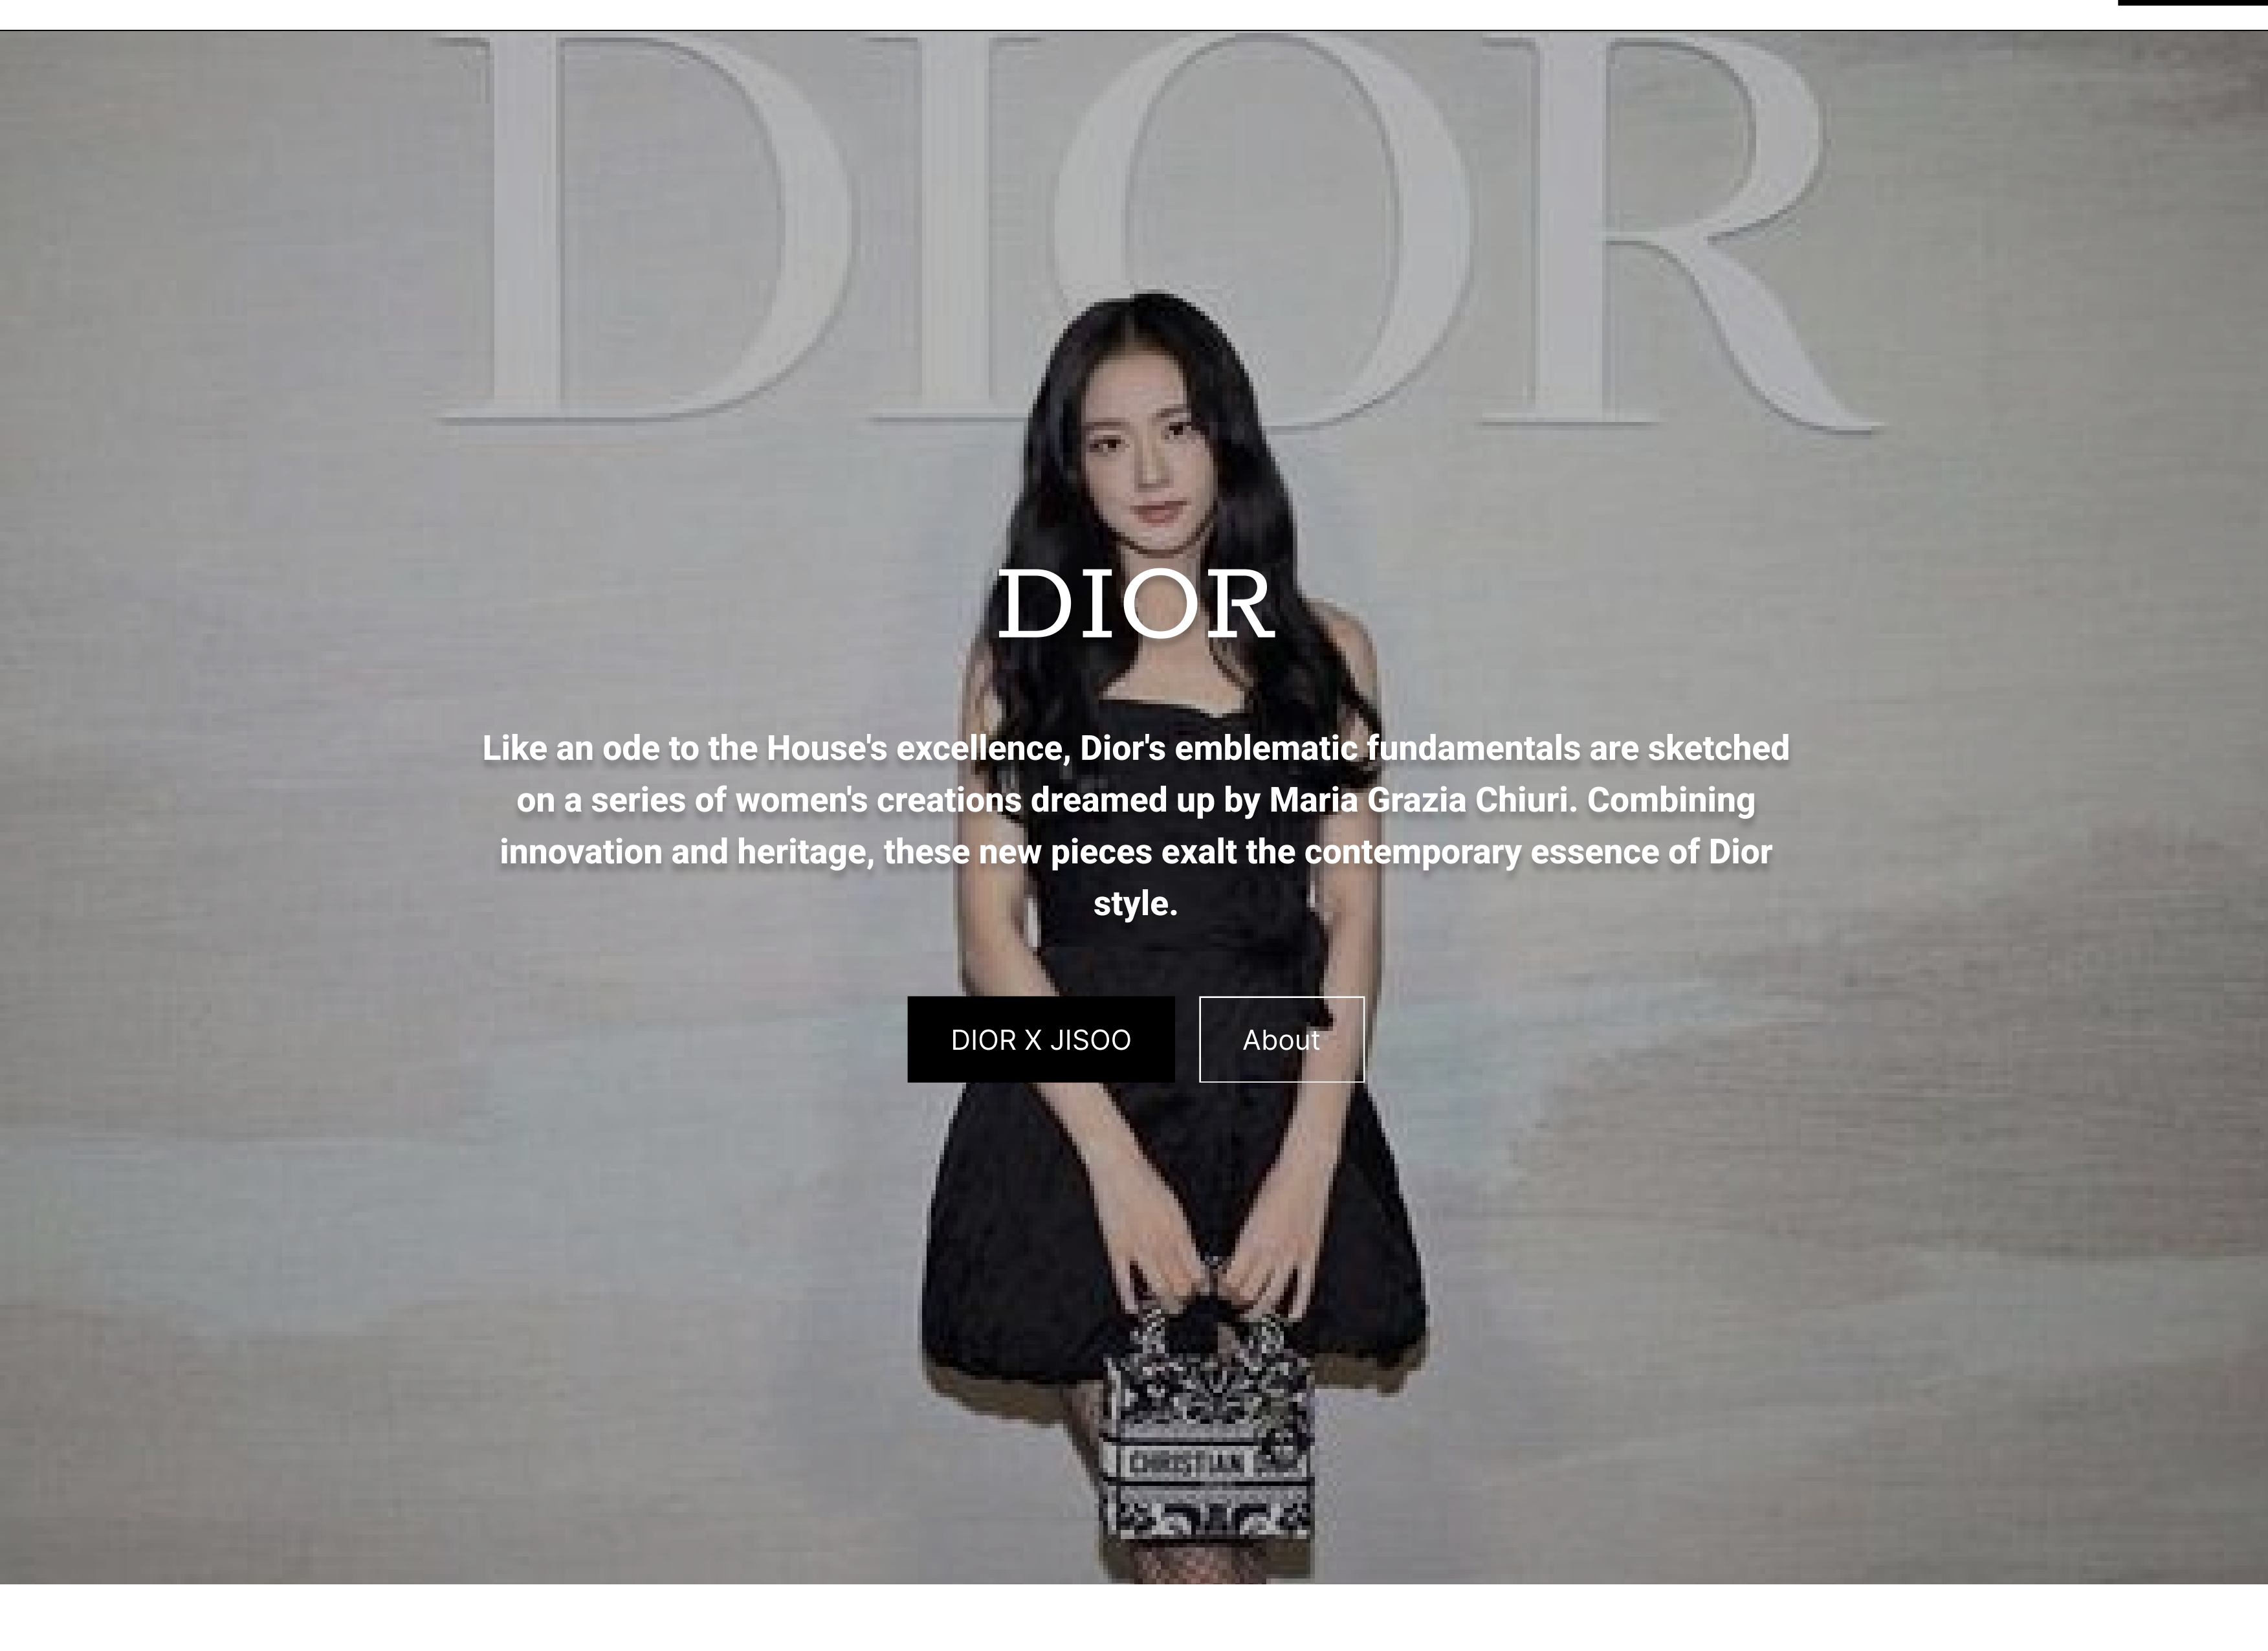 DIOR
DIOR
Like an ode to the House's excellence, Dior's emblematic fundamentals are sketched
on a series of women's creations dreamed up by Maria Grazia Chiuri. Combining
innovation and heritage, these new pieces exalt the contemporary essence of Dior
style.
DIOR X JISOO
About
CHRISTIAN